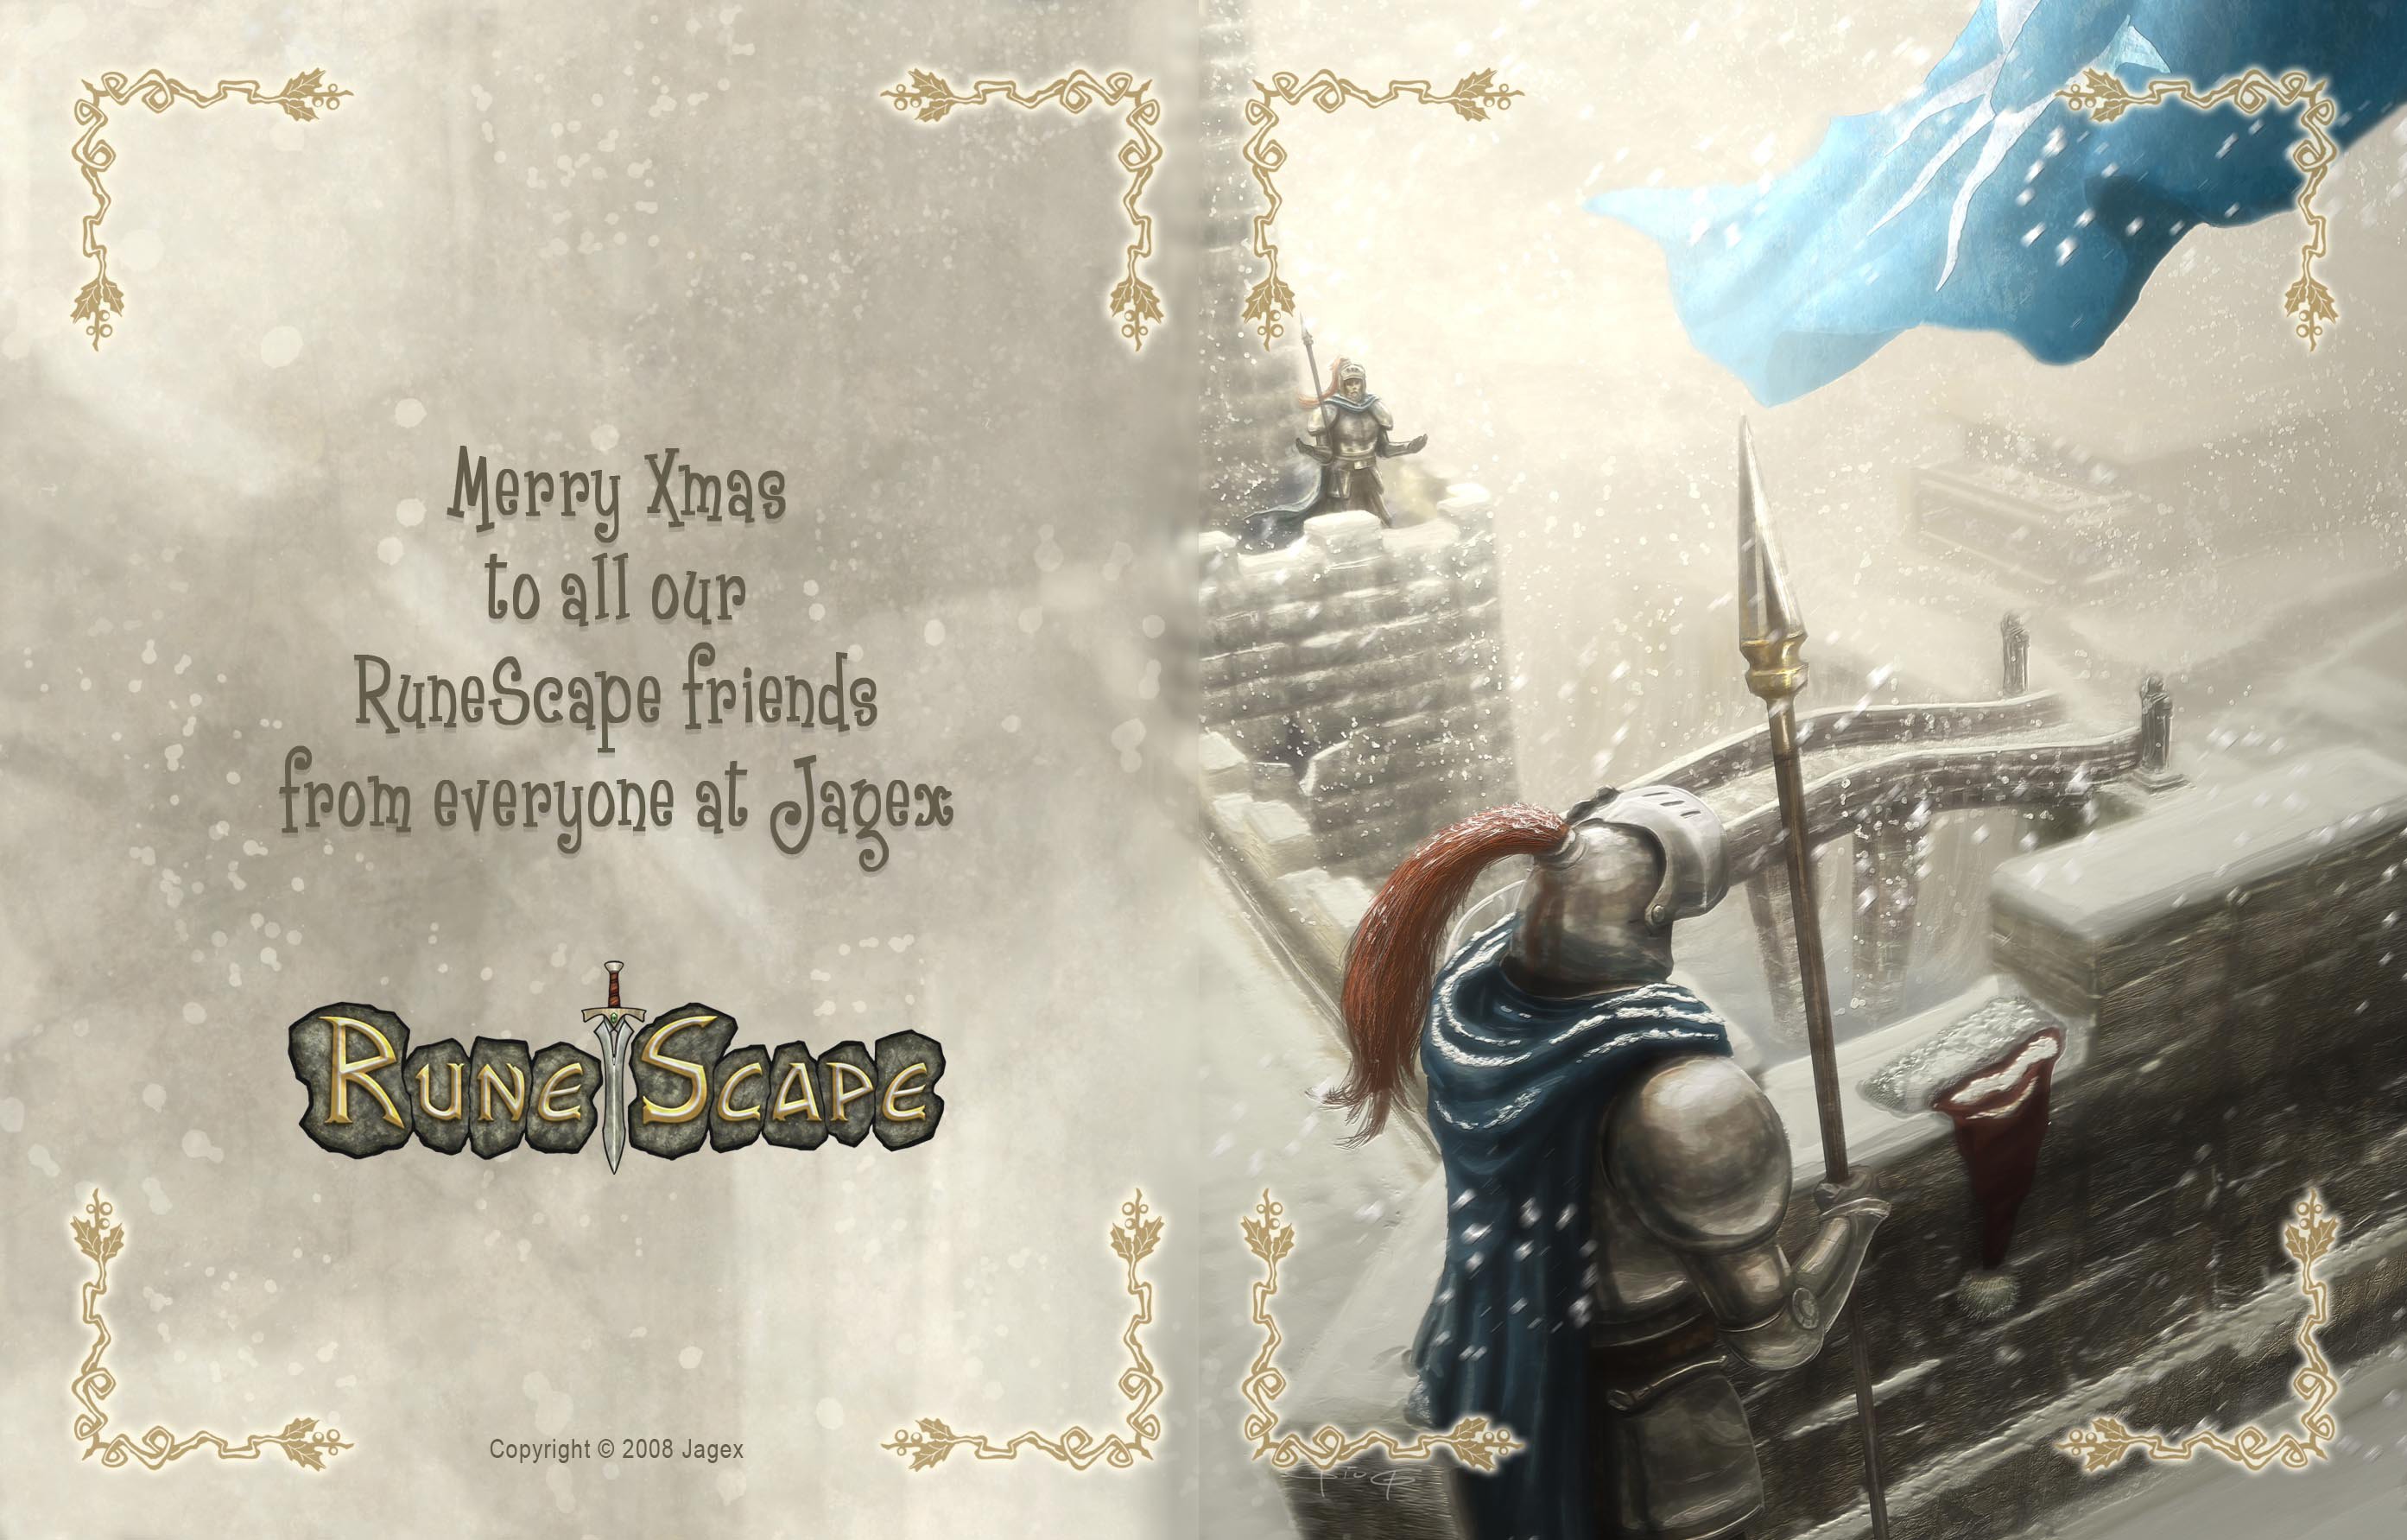 Merry Xmas
to all our
RuneScape friends
from everyone at Jagex
RuneScape
Copyright © 2008 Jagex